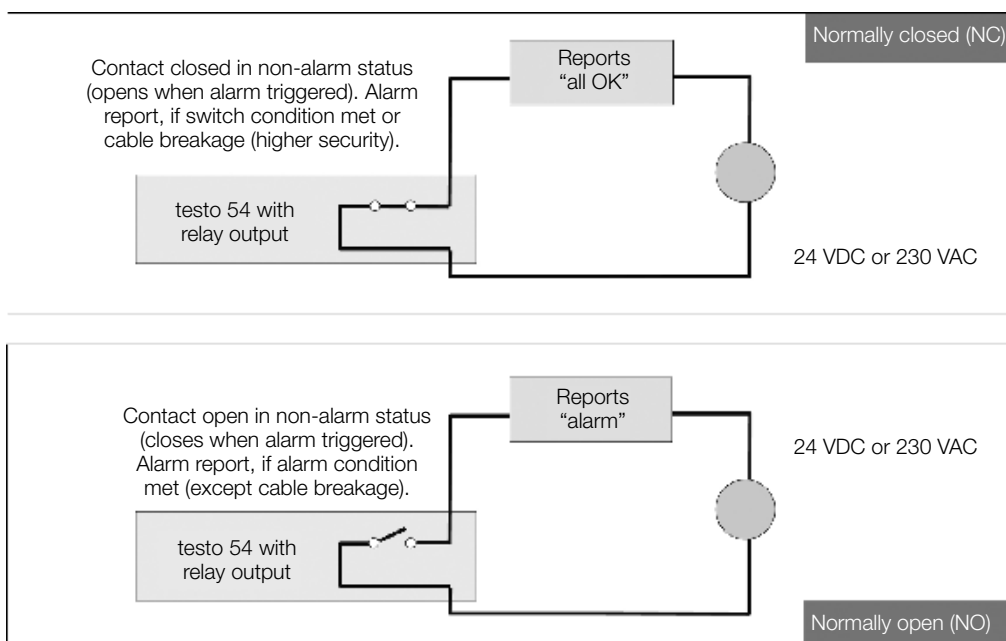 Normally closed (NC)
Contact closed in non-alarm status
(opens when alarm triggered). Alarm
report, if switch condition met or
cable breakage (higher security).
Reports
“all OK”
testo 54 with
relay output
24 VDC or 230 VAC
Contact open in non-alarm status
(closes when alarm triggered).
Alarm report, if alarm condition
met (except cable breakage).
Reports
“alarm”
24 VDC or 230 VAC
testo 54 with
relay output
Normally open (NO)